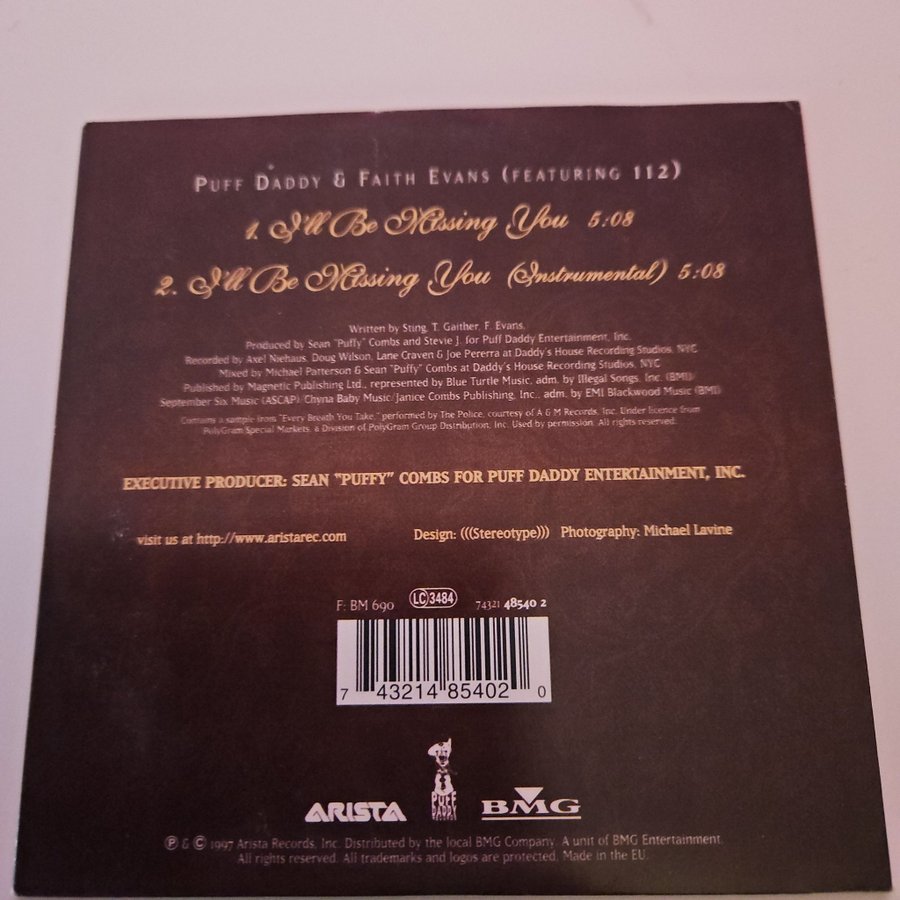 PUFF DADDY & FAITH EVANS (FEATURING 112)
1. I'll Be Missing You 5:08
2. I'll Be Missing You (Instrumental) 5:08
Written by Sting, T. Gaither, F. Evans.
Produced by Sean "Puffy" Combs and Stevie J. for Puff Daddy Entertainment, Inc.
Recorded by Axel Niehaus, Doug Wilson, Lane Craven & Joe Pererra at Daddy's House Recording Studios, NYC
Mixed by Michael Patterson & Sean "Puffy" Combs at Daddy's House Recording Studios, NYC
Published by Magnetic Publishing Ltd., represented by Blue Turtle Music, adm. by Illegal Songs, Inc. (BMI)
September Six Music (ASCAP)/Chyna Baby Music/Janice Combs Publishing, Inc., adm. by EMI Blackwood Music (BMI)
Contains a sample from "Every Breath You Take," performed by The Police, courtesy of A & M Records, Inc. Under licence from
PolyGram Special Markets, a Division of PolyGram Group Distribution, Inc. Used by permission. All rights reserved.
EXECUTIVE PRODUCER: SEAN "PUFFY" COMBS FOR PUFF DADDY ENTERTAINMENT, INC.
visit us at http://www.aristarec.com Design: (((Stereotype))) Photography: Michael Lavine
F: BM 690 LC 3484 74321 48540 2
7 43214 85402 0
PUFF
DADDY
ARISTA BMG
℗ & © 1997 Arista Records, Inc. Distributed by the local BMG Company. A unit of BMG Entertainment.
All rights reserved. All trademarks and logos are protected. Made in the EU.